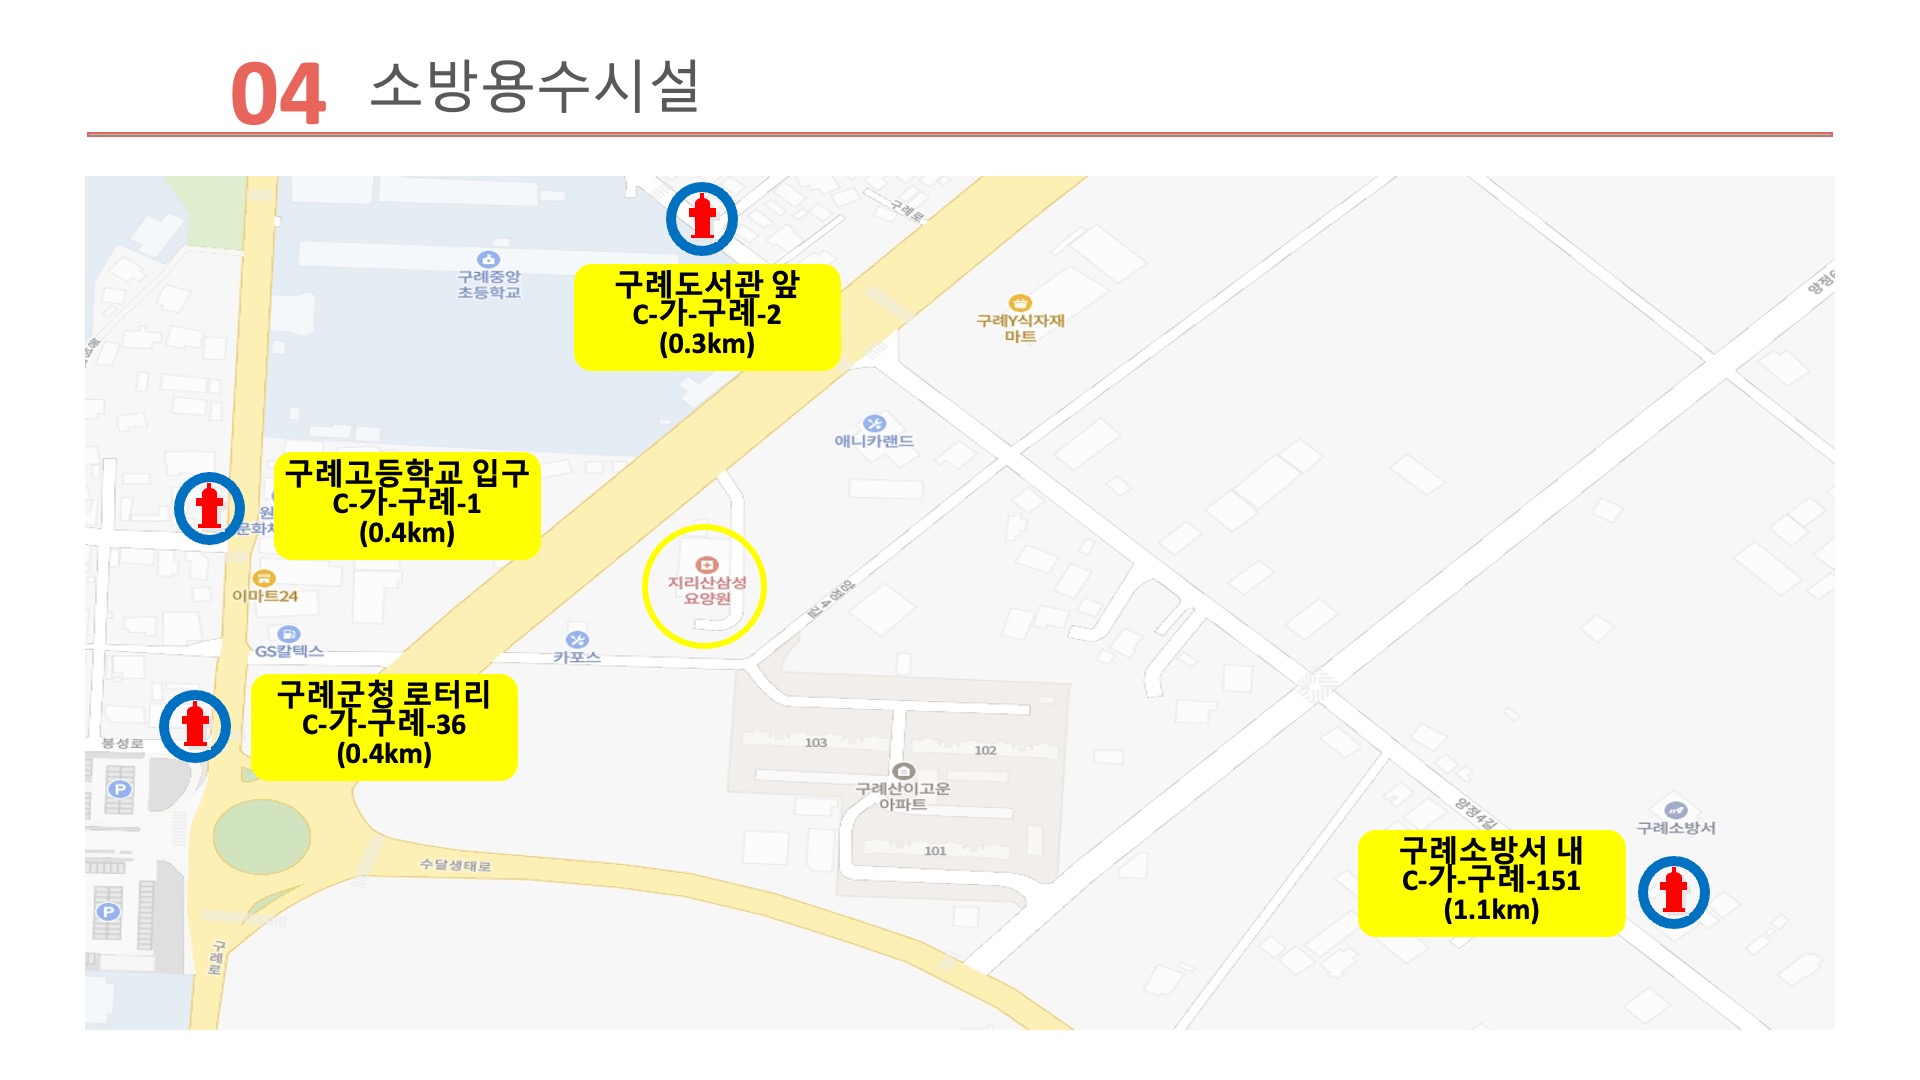 04 소방용수시설
구례로
구례중앙
초등학교
구례도서관 앞
C-가-구례-2
(0.3km)
구례Y식자재
마트
애니카랜드
구례고등학교 입구
C-가-구례-1
(0.4km)
원
문화차
이마트24
GS칼텍스
카포스
지리산삼성
요양원
양정4길
구례군청 로터리
C-가-구례-36
(0.4km)
봉성로
P
P
103
102
구례산이고운
아파트
101
수달생태로
구례로
양정4길
구례소방서
구례소방서 내
C-가-구례-151
(1.1km)